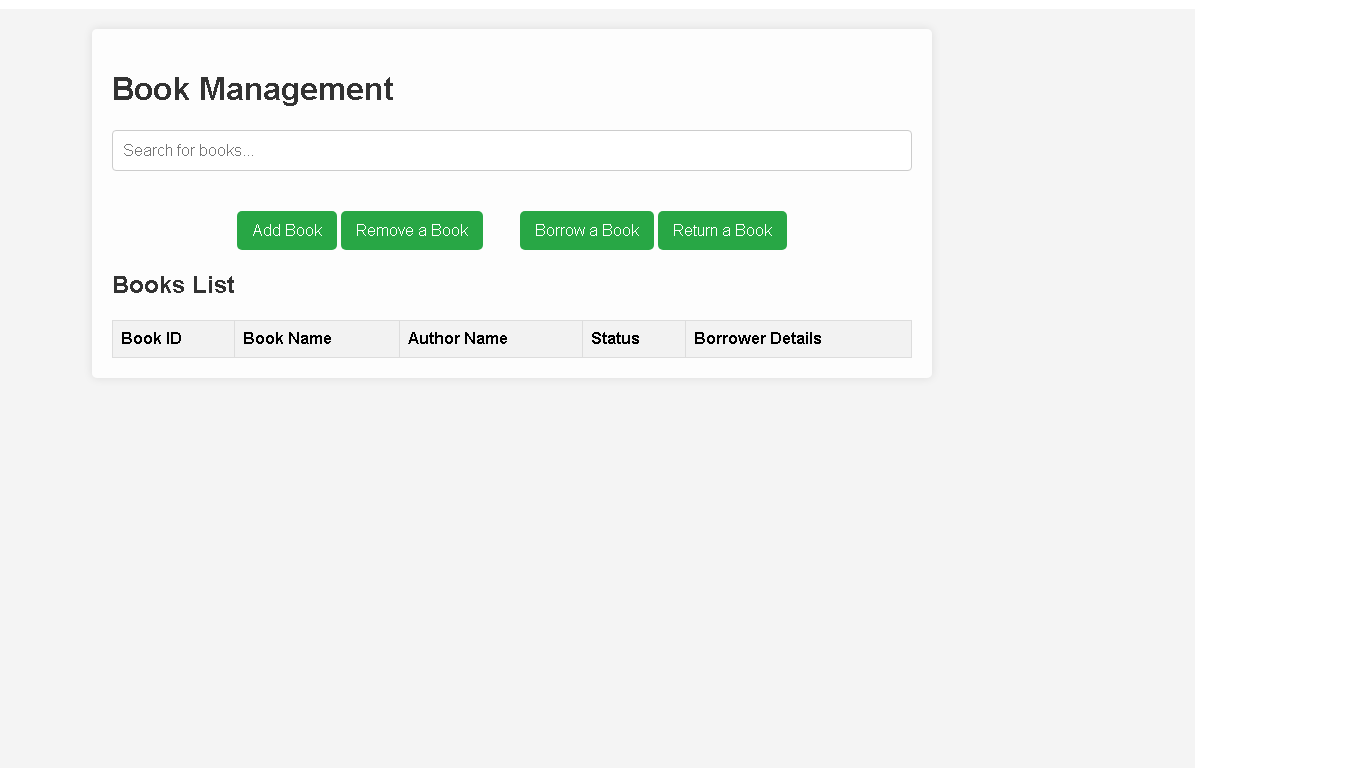 Book Management
Search for books...
Add Book Remove a Book Borrow a Book Return a Book
Books List
Book ID Book Name Author Name Status Borrower Details